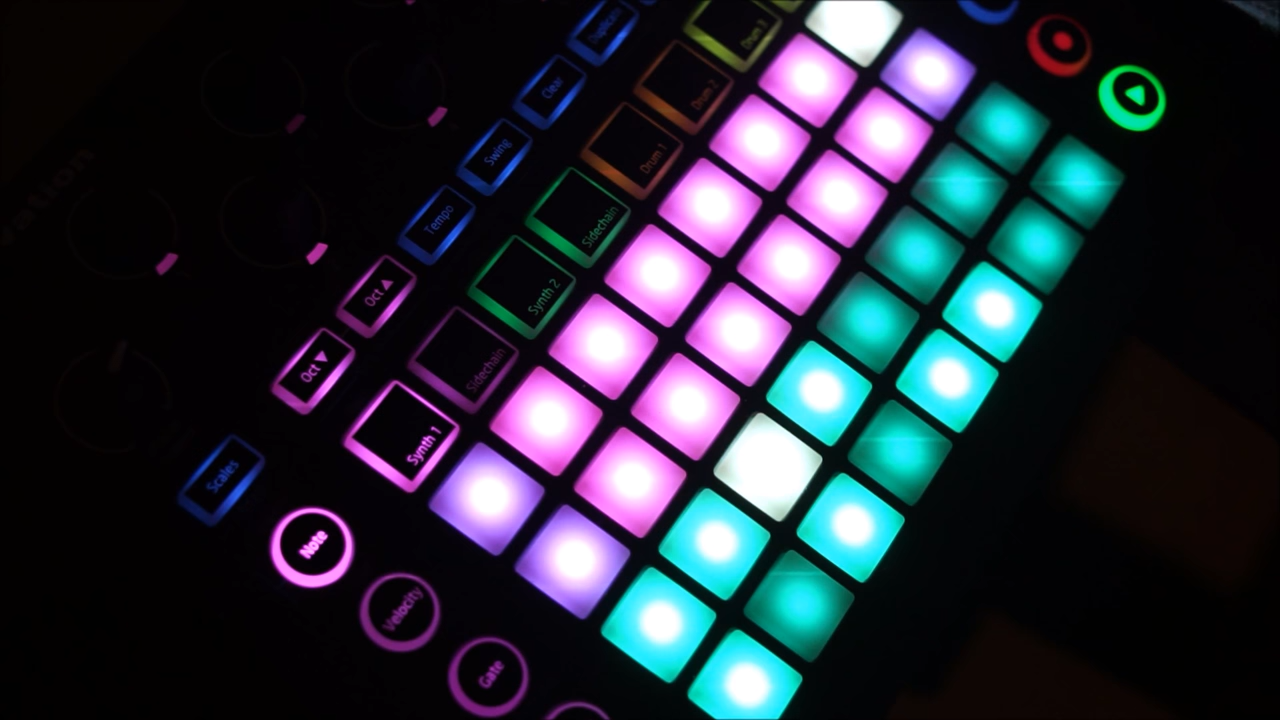 Scales
Oct ▼
Oct ▲
Tempo
Swing
Clear
Duplicate
Synth 1
Sidechain
Synth 2
Sidechain
Drum 1
Drum 2
Drum 3
Note
Velocity
Gate